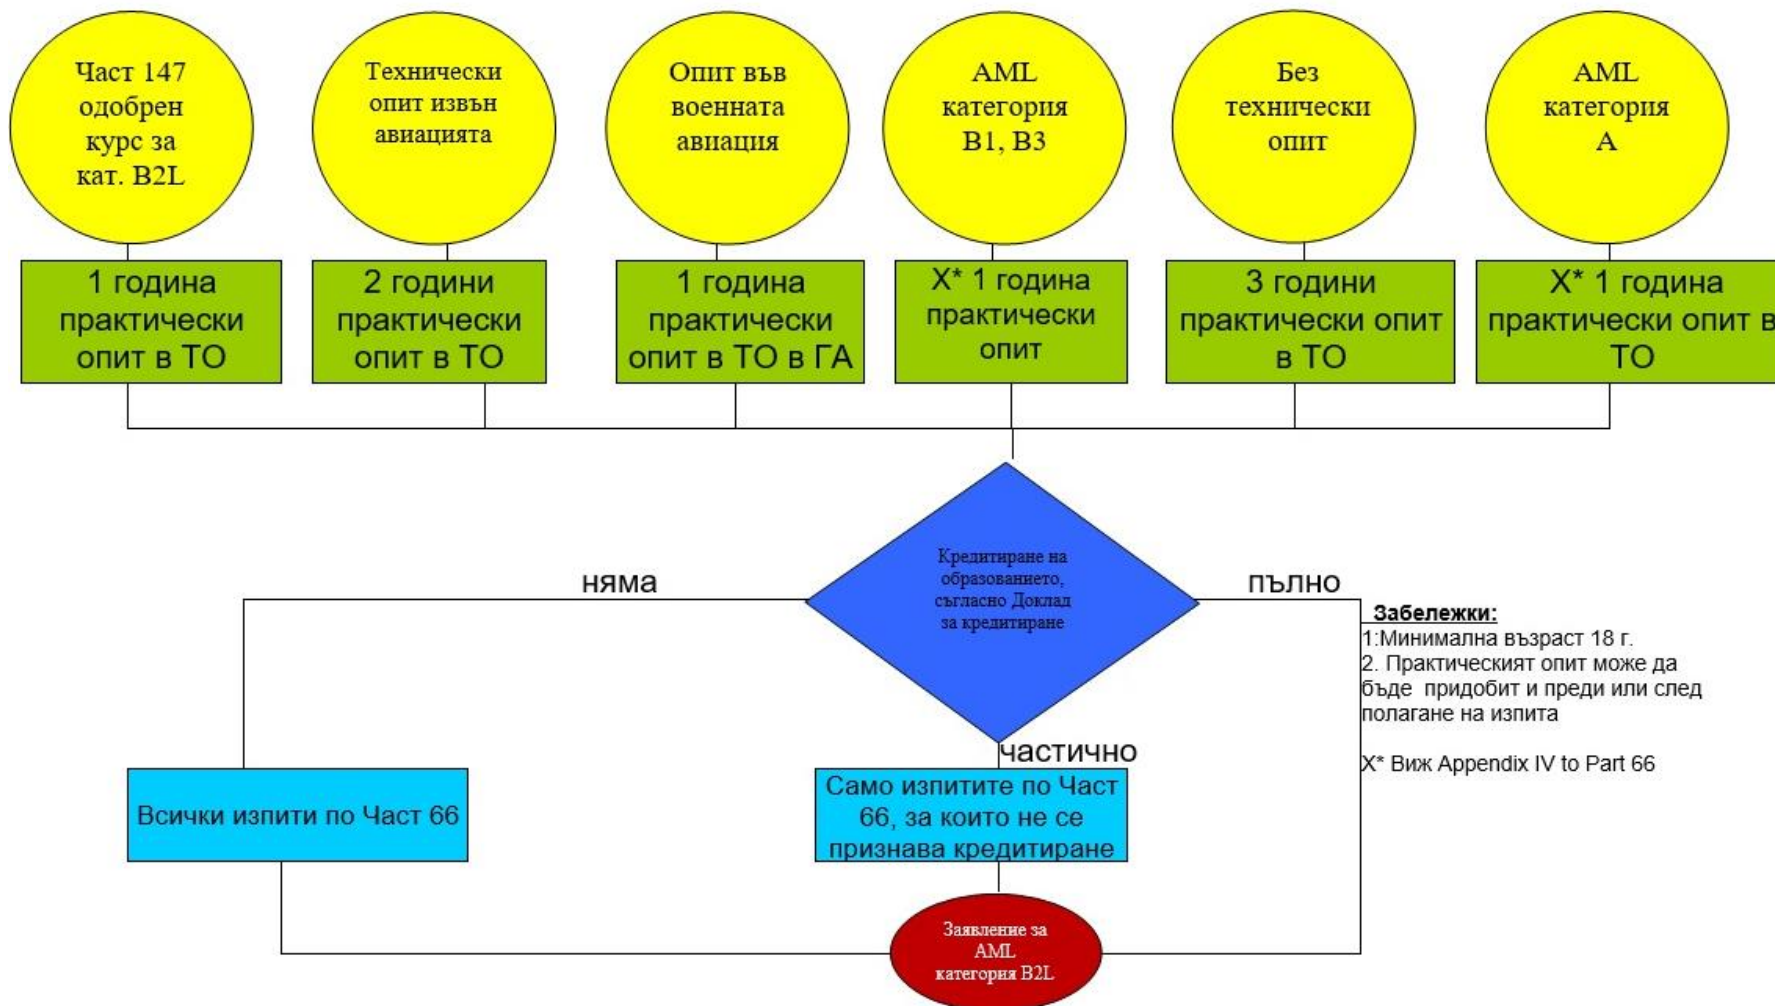 Част 147
одобрен
курс за
кат. B2L
Технически
опит извън
авиацията
Опит във
военната
авиация
AML
категория
B1, B3
Без
технически
опит
AML
категория
A
1 година
практически
опит в ТО
2 години
практически
опит в ТО
1 година
практически
опит в ТО в ГА
X* 1 година
практически
опит
3 години
практически опит
в ТО
X* 1 година
практически опит в
ТО
Кредитиране на
образованието,
съгласно Доклад
за кредитиране
няма
пълно
частично
Забележки:
1:Минимална възраст 18 г.
2. Практическият опит може да
бъде придобит и преди или след
полагане на изпита
X* Виж Appendix IV to Part 66
Всички изпити по Част 66
Само изпитите по Част
66, за които не се
признава кредитиране
Заявление за
AML
категория B2L